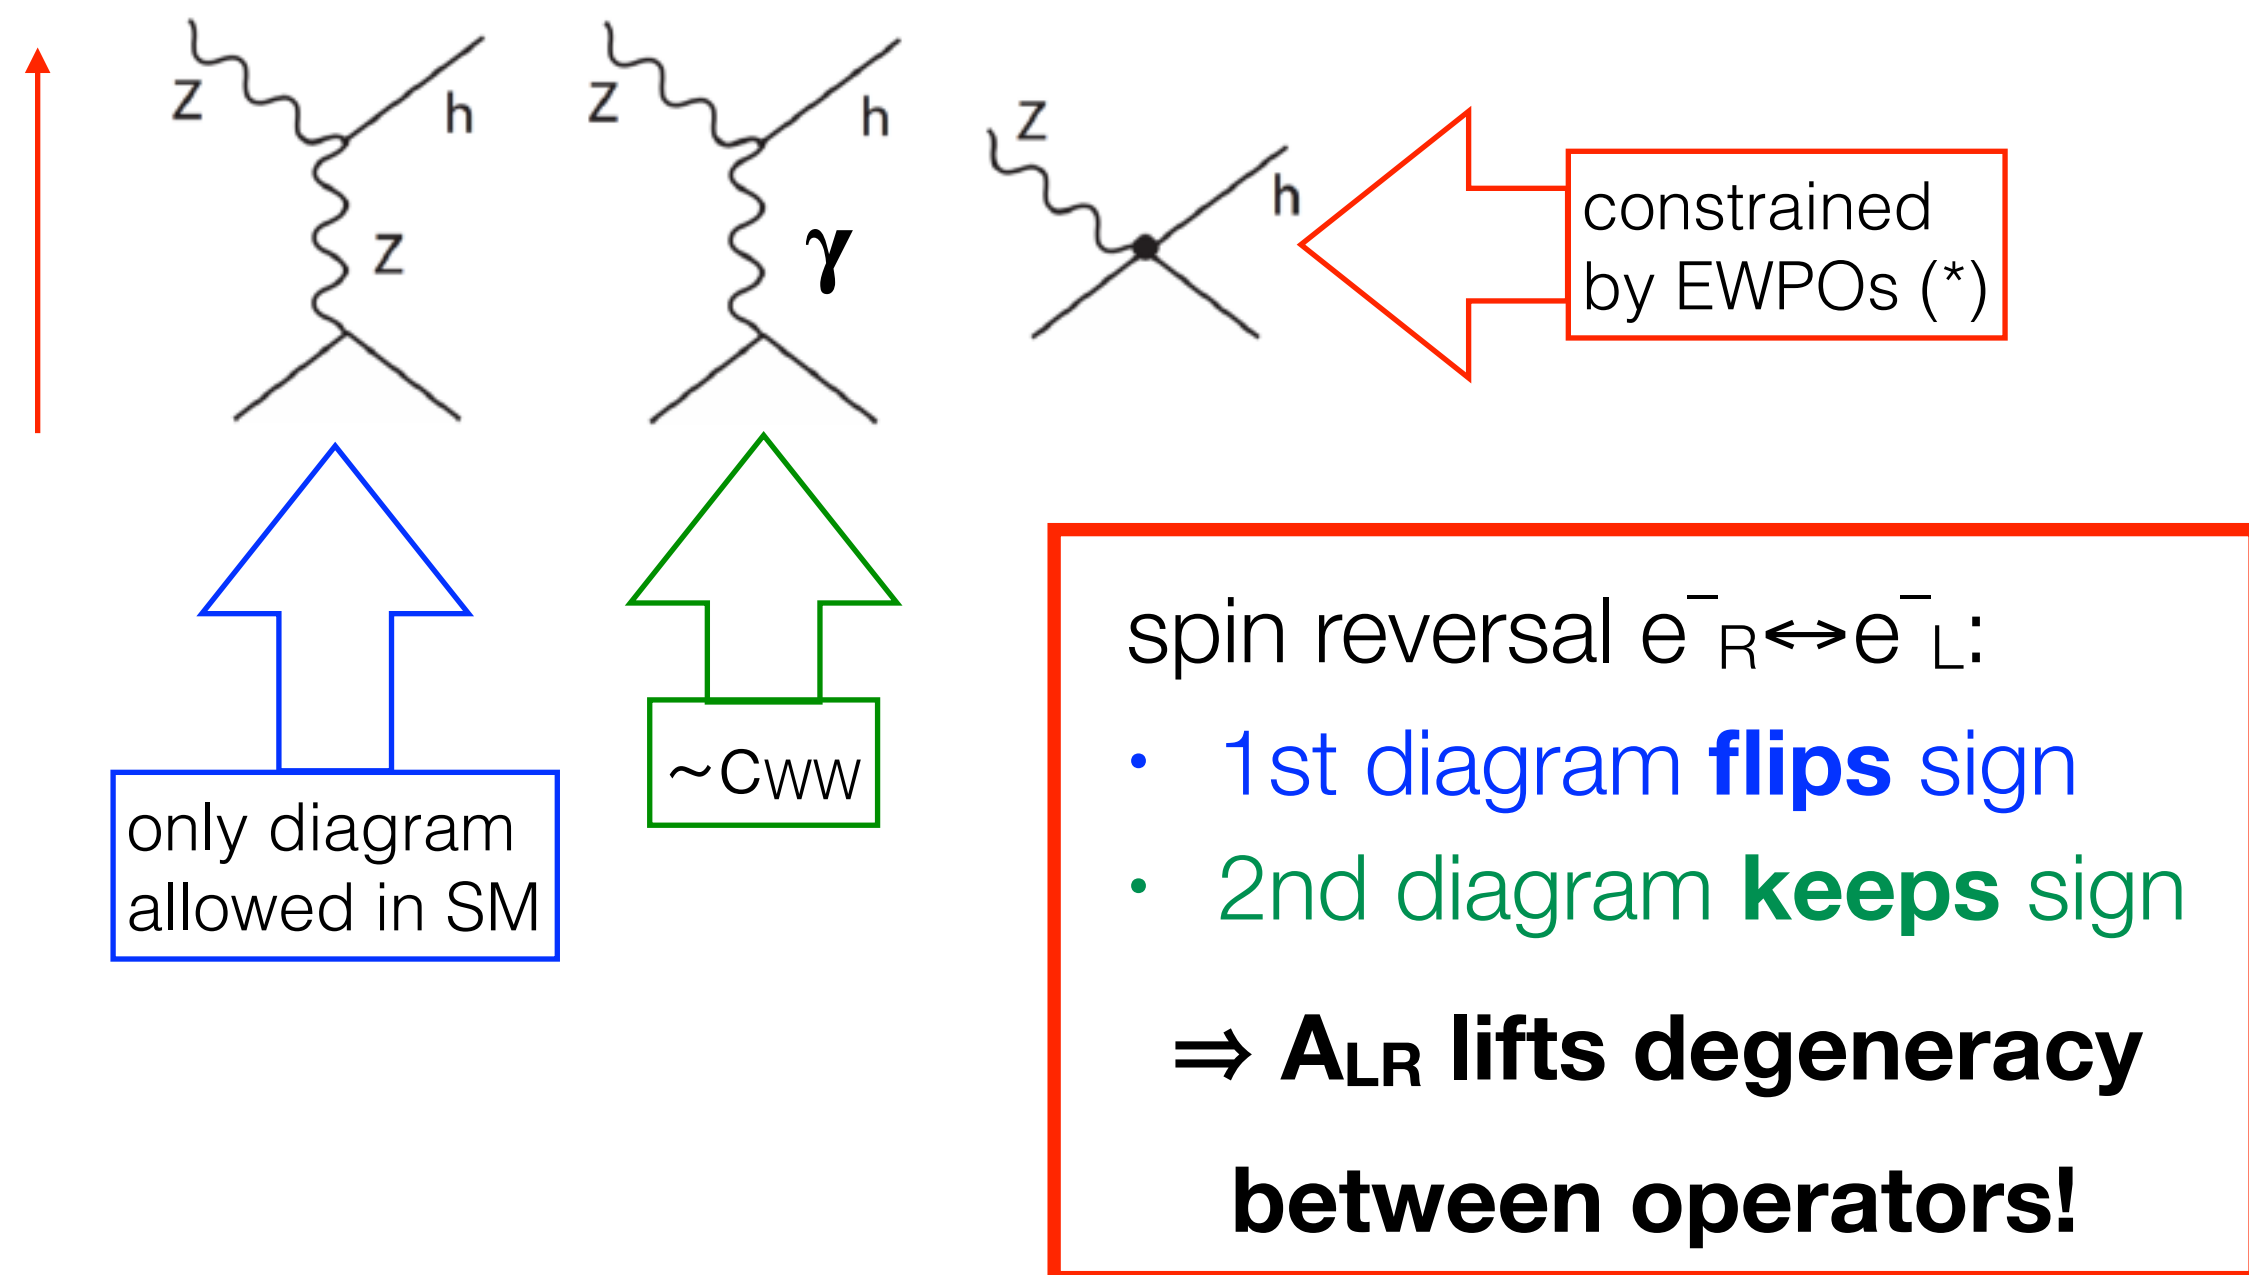 Z
h
Z
Z
h
γ
Z
h
constrained
by EWPOs (*)
only diagram
allowed in SM
~cWW
spin reversal e⁻R↔e⁻L:
• 1st diagram flips sign
• 2nd diagram keeps sign
⇒ ALR lifts degeneracy
between operators!